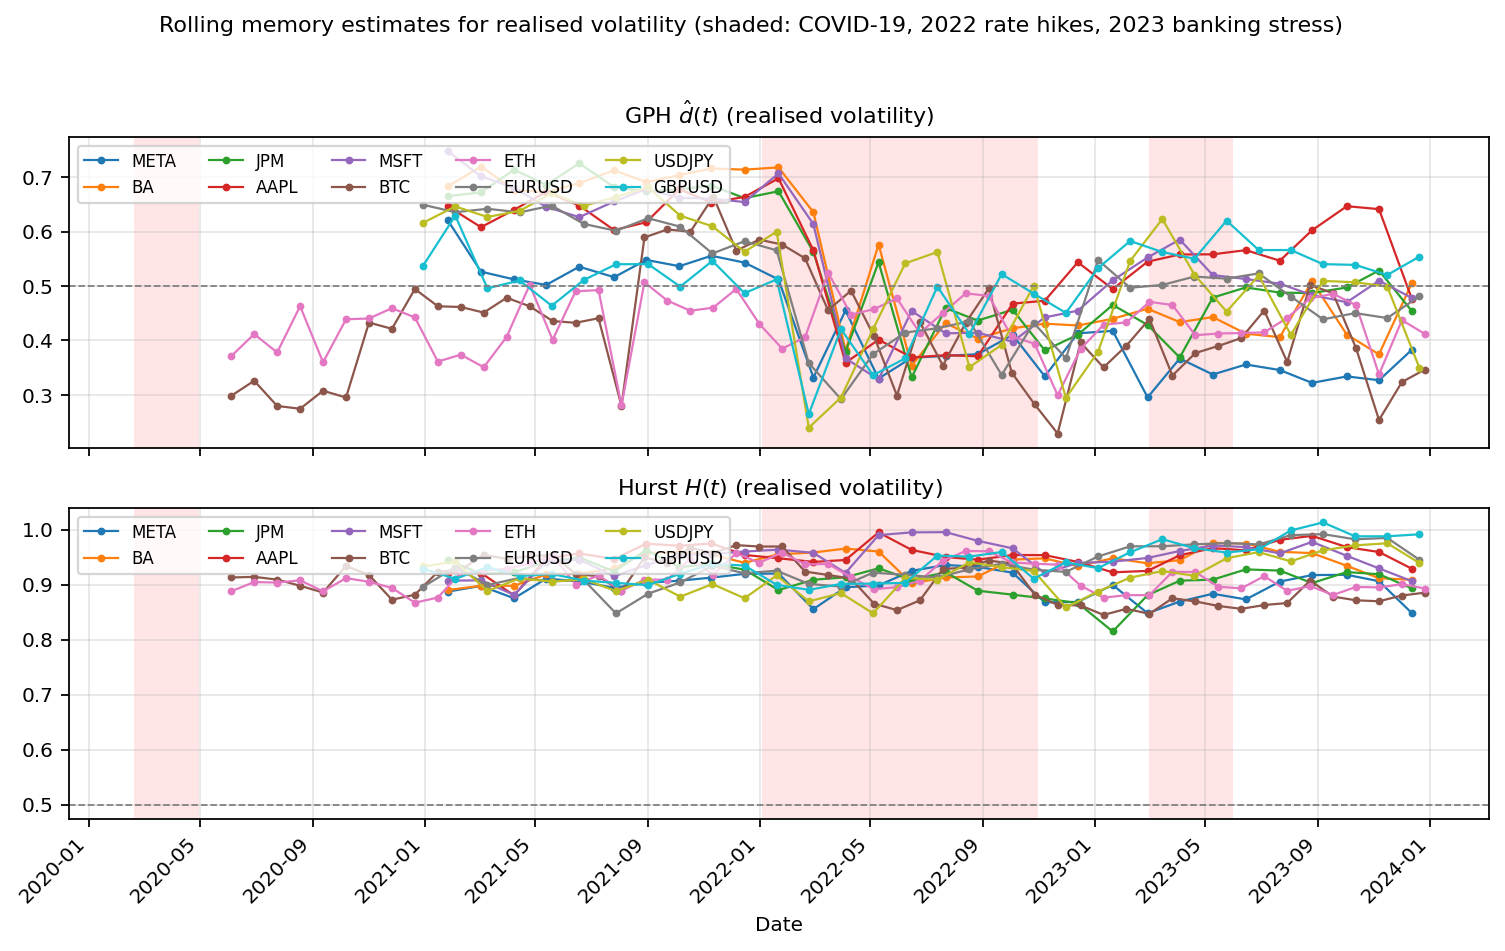 Rolling memory estimates for realised volatility (shaded: COVID-19, 2022 rate hikes, 2023 banking stress)
GPH d̂(t) (realised volatility)
META JPM MSFT ETH USDJPY
BA AAPL BTC EURUSD GBPUSD
0.7
0.6
0.5
0.4
0.3
Hurst H(t) (realised volatility)
META JPM MSFT ETH USDJPY
BA AAPL BTC EURUSD GBPUSD
1.0
0.9
0.8
0.7
0.6
0.5
2020-01 2020-05 2020-09 2021-01 2021-05 2021-09 2022-01 2022-05 2022-09 2023-01 2023-05 2023-09 2024-01
Date